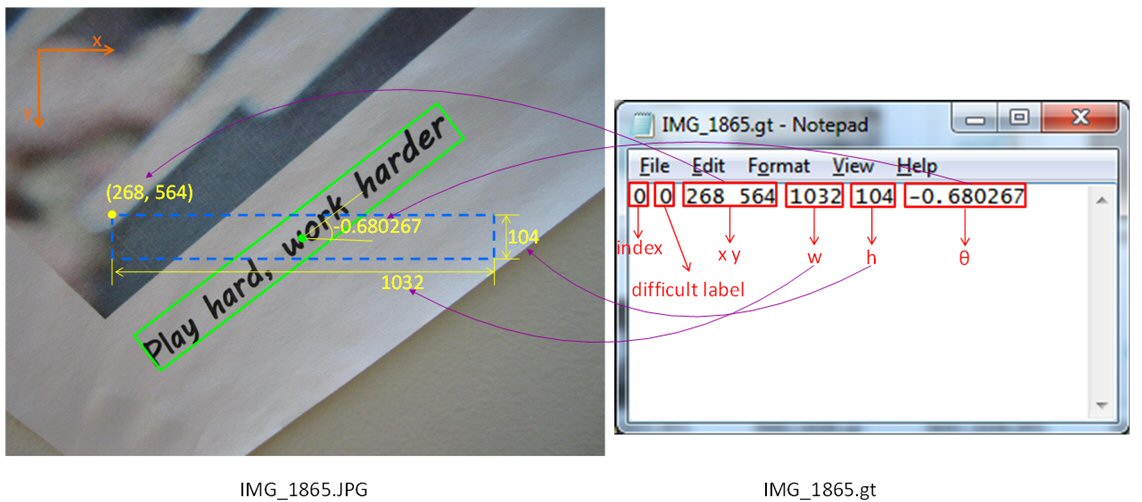 X
Y
(268, 564)
Play hard, work harder
-0.680267
104
1032
IMG_1865.JPG
IMG_1865.gt - Notepad
File Edit Format View Help
0 0 268 564 1032 104 -0.680267
index
difficult label
x y
w
h
θ
IMG_1865.gt